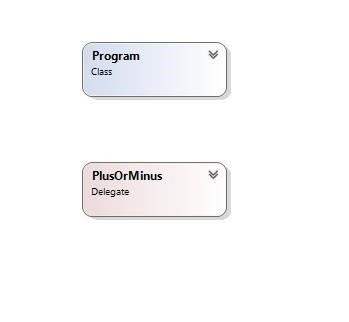 Program
Class
PlusOrMinus
Delegate